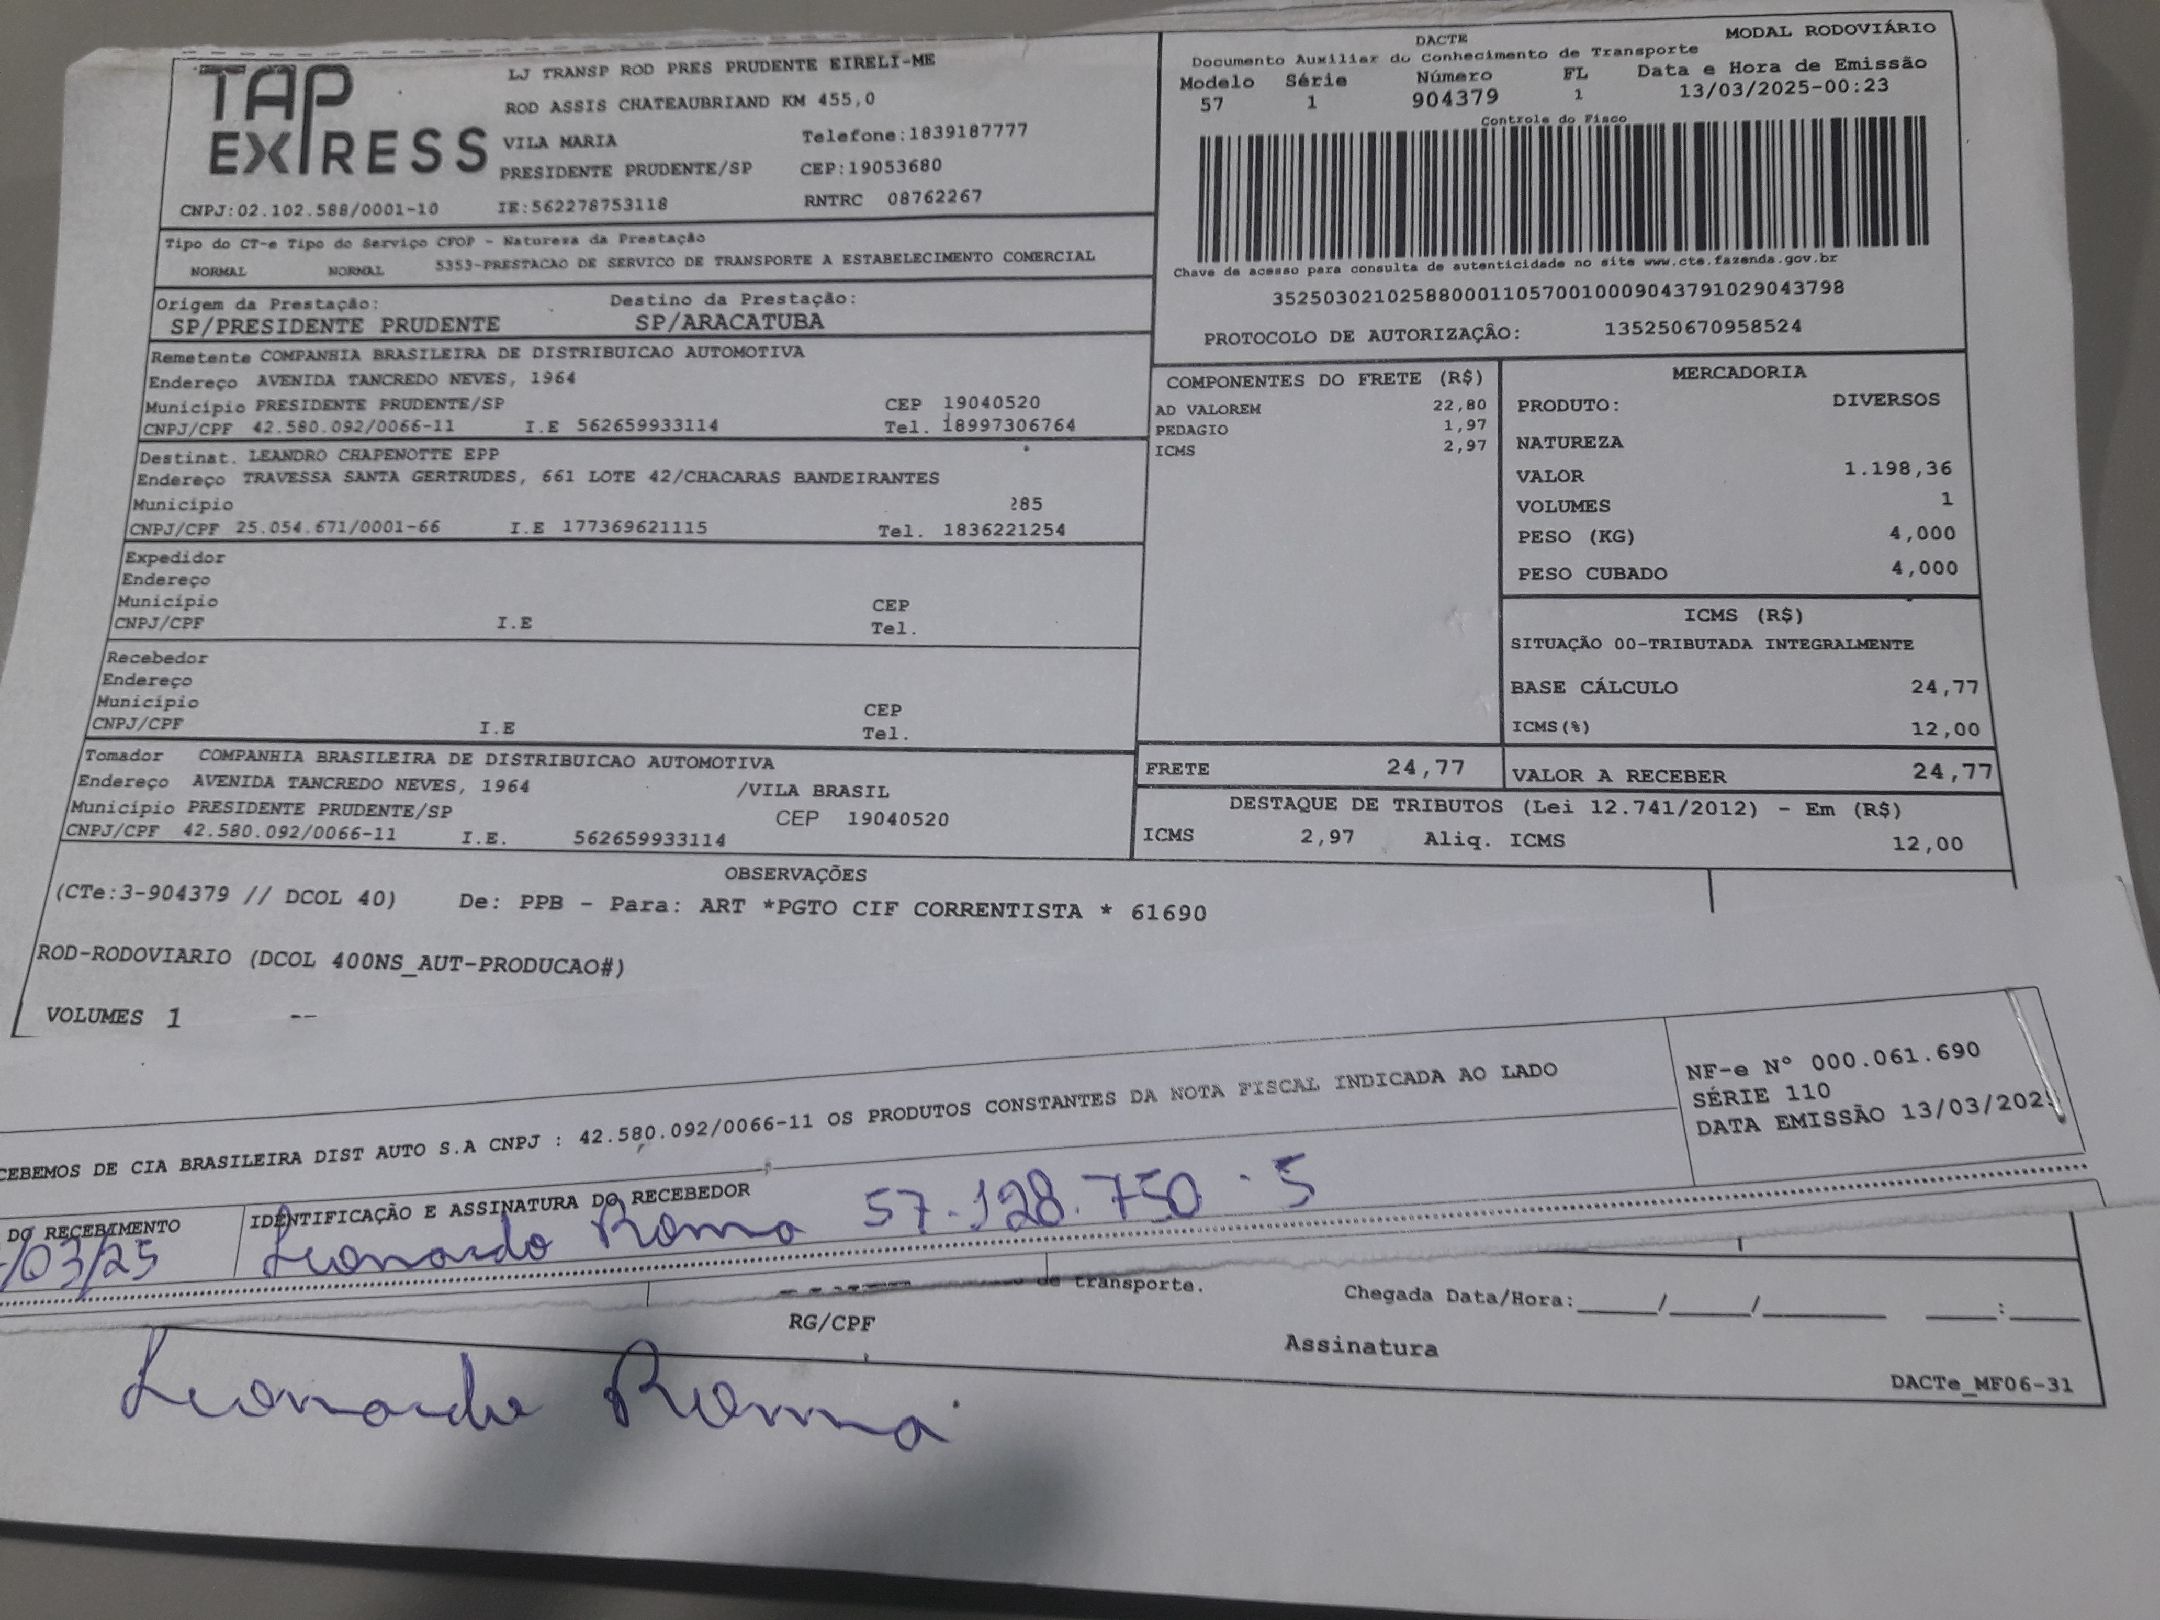 TAP EXPRESS
LJ TRANSP ROD PRES PRUDENTE EIRELI-ME
ROD ASSIS CHATEAUBRIAND KM 455,0
VILA MARIA Telefone:1839187777
PRESIDENTE PRUDENTE/SP CEP:19053680
CNPJ:02.102.588/0001-10 IE:562278753118 RNTRC 08762267
DACTE MODAL RODOVIÁRIO
Documento Auxiliar do Conhecimento de Transporte
Modelo Série Número FL Data e Hora de Emissão
57 1 904379 1 13/03/2025-00:23
Controle do Fisco
Chave de acesso para consulta de autenticidade no site www.cte.fazenda.gov.br
35250302102588000110570010009043791029043798
PROTOCOLO DE AUTORIZAÇÃO: 135250670958524
Tipo do CT-e Tipo do Serviço CFOP - Natureza da Prestação
NORMAL NORMAL 5353-PRESTACAO DE SERVICO DE TRANSPORTE A ESTABELECIMENTO COMERCIAL
Origem da Prestação: Destino da Prestação:
SP/PRESIDENTE PRUDENTE SP/ARACATUBA
Remetente COMPANHIA BRASILEIRA DE DISTRIBUICAO AUTOMOTIVA
Endereço AVENIDA TANCREDO NEVES, 1964
Município PRESIDENTE PRUDENTE/SP CEP 19040520
CNPJ/CPF 42.580.092/0066-11 I.E 562659933114 Tel. 18997306764
Destinat. LEANDRO CHAPENOTTE EPP
Endereço TRAVESSA SANTA GERTRUDES, 661 LOTE 42/CHACARAS BANDEIRANTES
Município 285
CNPJ/CPF 25.054.671/0001-66 I.E 177369621115 Tel. 1836221254
Expedidor
Endereço
Município CEP
CNPJ/CPF I.E Tel.
Recebedor
Endereço
Município CEP
CNPJ/CPF I.E Tel.
Tomador COMPANHIA BRASILEIRA DE DISTRIBUICAO AUTOMOTIVA
Endereço AVENIDA TANCREDO NEVES, 1964 /VILA BRASIL
Município PRESIDENTE PRUDENTE/SP CEP 19040520
CNPJ/CPF 42.580.092/0066-11 I.E. 562659933114
COMPONENTES DO FRETE (R$)
AD VALOREM 22,80
PEDAGIO 1,97
ICMS 2,97
MERCADORIA
PRODUTO: DIVERSOS
NATUREZA
VALOR 1.198,36
VOLUMES 1
PESO (KG) 4,000
PESO CUBADO 4,000
ICMS (R$)
SITUAÇÃO 00-TRIBUTADA INTEGRALMENTE
BASE CÁLCULO 24,77
ICMS(%) 12,00
FRETE 24,77 VALOR A RECEBER 24,77
DESTAQUE DE TRIBUTOS (Lei 12.741/2012) - Em (R$)
ICMS 2,97 Aliq. ICMS 12,00
OBSERVAÇÕES
(CTe:3-904379 // DCOL 40) De: PPB - Para: ART *PGTO CIF CORRENTISTA * 61690
ROD-RODOVIARIO (DCOL 400NS_AUT-PRODUCAO#)
VOLUMES 1 --
CEBEMOS DE CIA BRASILEIRA DIST AUTO S.A CNPJ : 42.580.092/0066-11 OS PRODUTOS CONSTANTES DA NOTA FISCAL INDICADA AO LADO
NF-e Nº 000.061.690
SÉRIE 110
DATA EMISSÃO 13/03/2025
DO RECEBIMENTO IDENTIFICAÇÃO E ASSINATURA DO RECEBEDOR
/03/25 Leonardo Roma 57.128.750-5
de transporte. Chegada Data/Hora:_____/_____/_______ ____:____
RG/CPF Assinatura
Leonardo Roma
DACTe_MF06-31